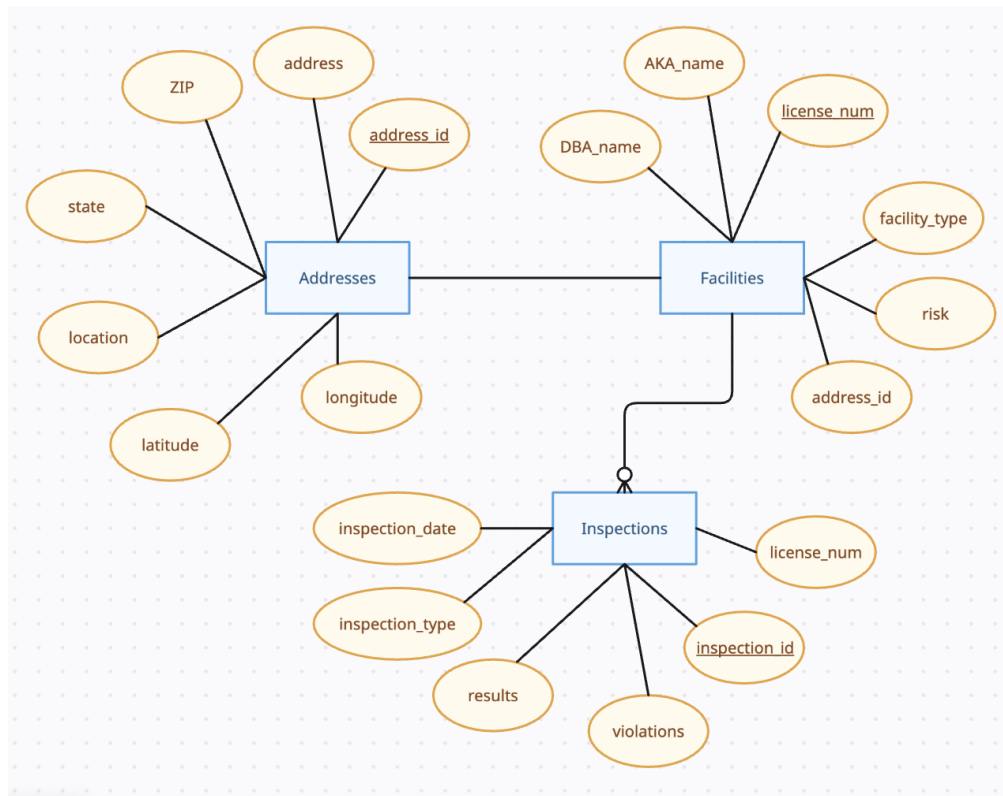 address
AKA_name
ZIP
license_num
address_id
DBA_name
state
facility_type
Addresses
Facilities
risk
location
longitude
address_id
latitude
inspection_date
Inspections
license_num
inspection_type
inspection_id
results
violations